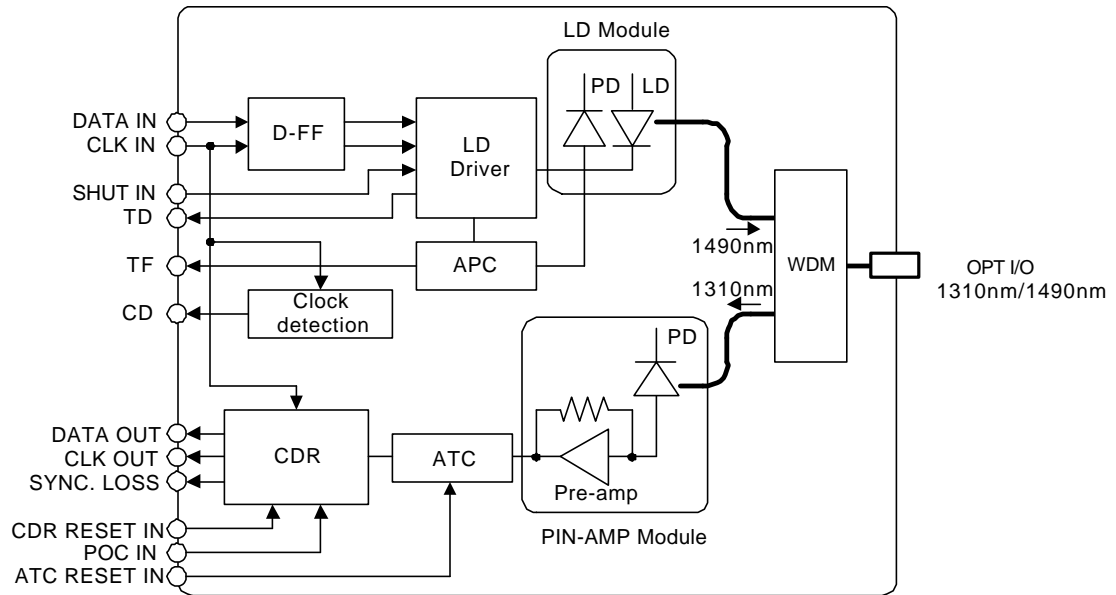 LD Module
PD
LD
DATA IN
CLK IN
D-FF
LD
Driver
SHUT IN
TD
TF
APC
CD
Clock
detection
1490nm
1310nm
WDM
OPT I/O
1310nm/1490nm
PD
DATA OUT
CLK OUT
SYNC. LOSS
CDR
ATC
Pre-amp
PIN-AMP Module
CDR RESET IN
POC IN
ATC RESET IN